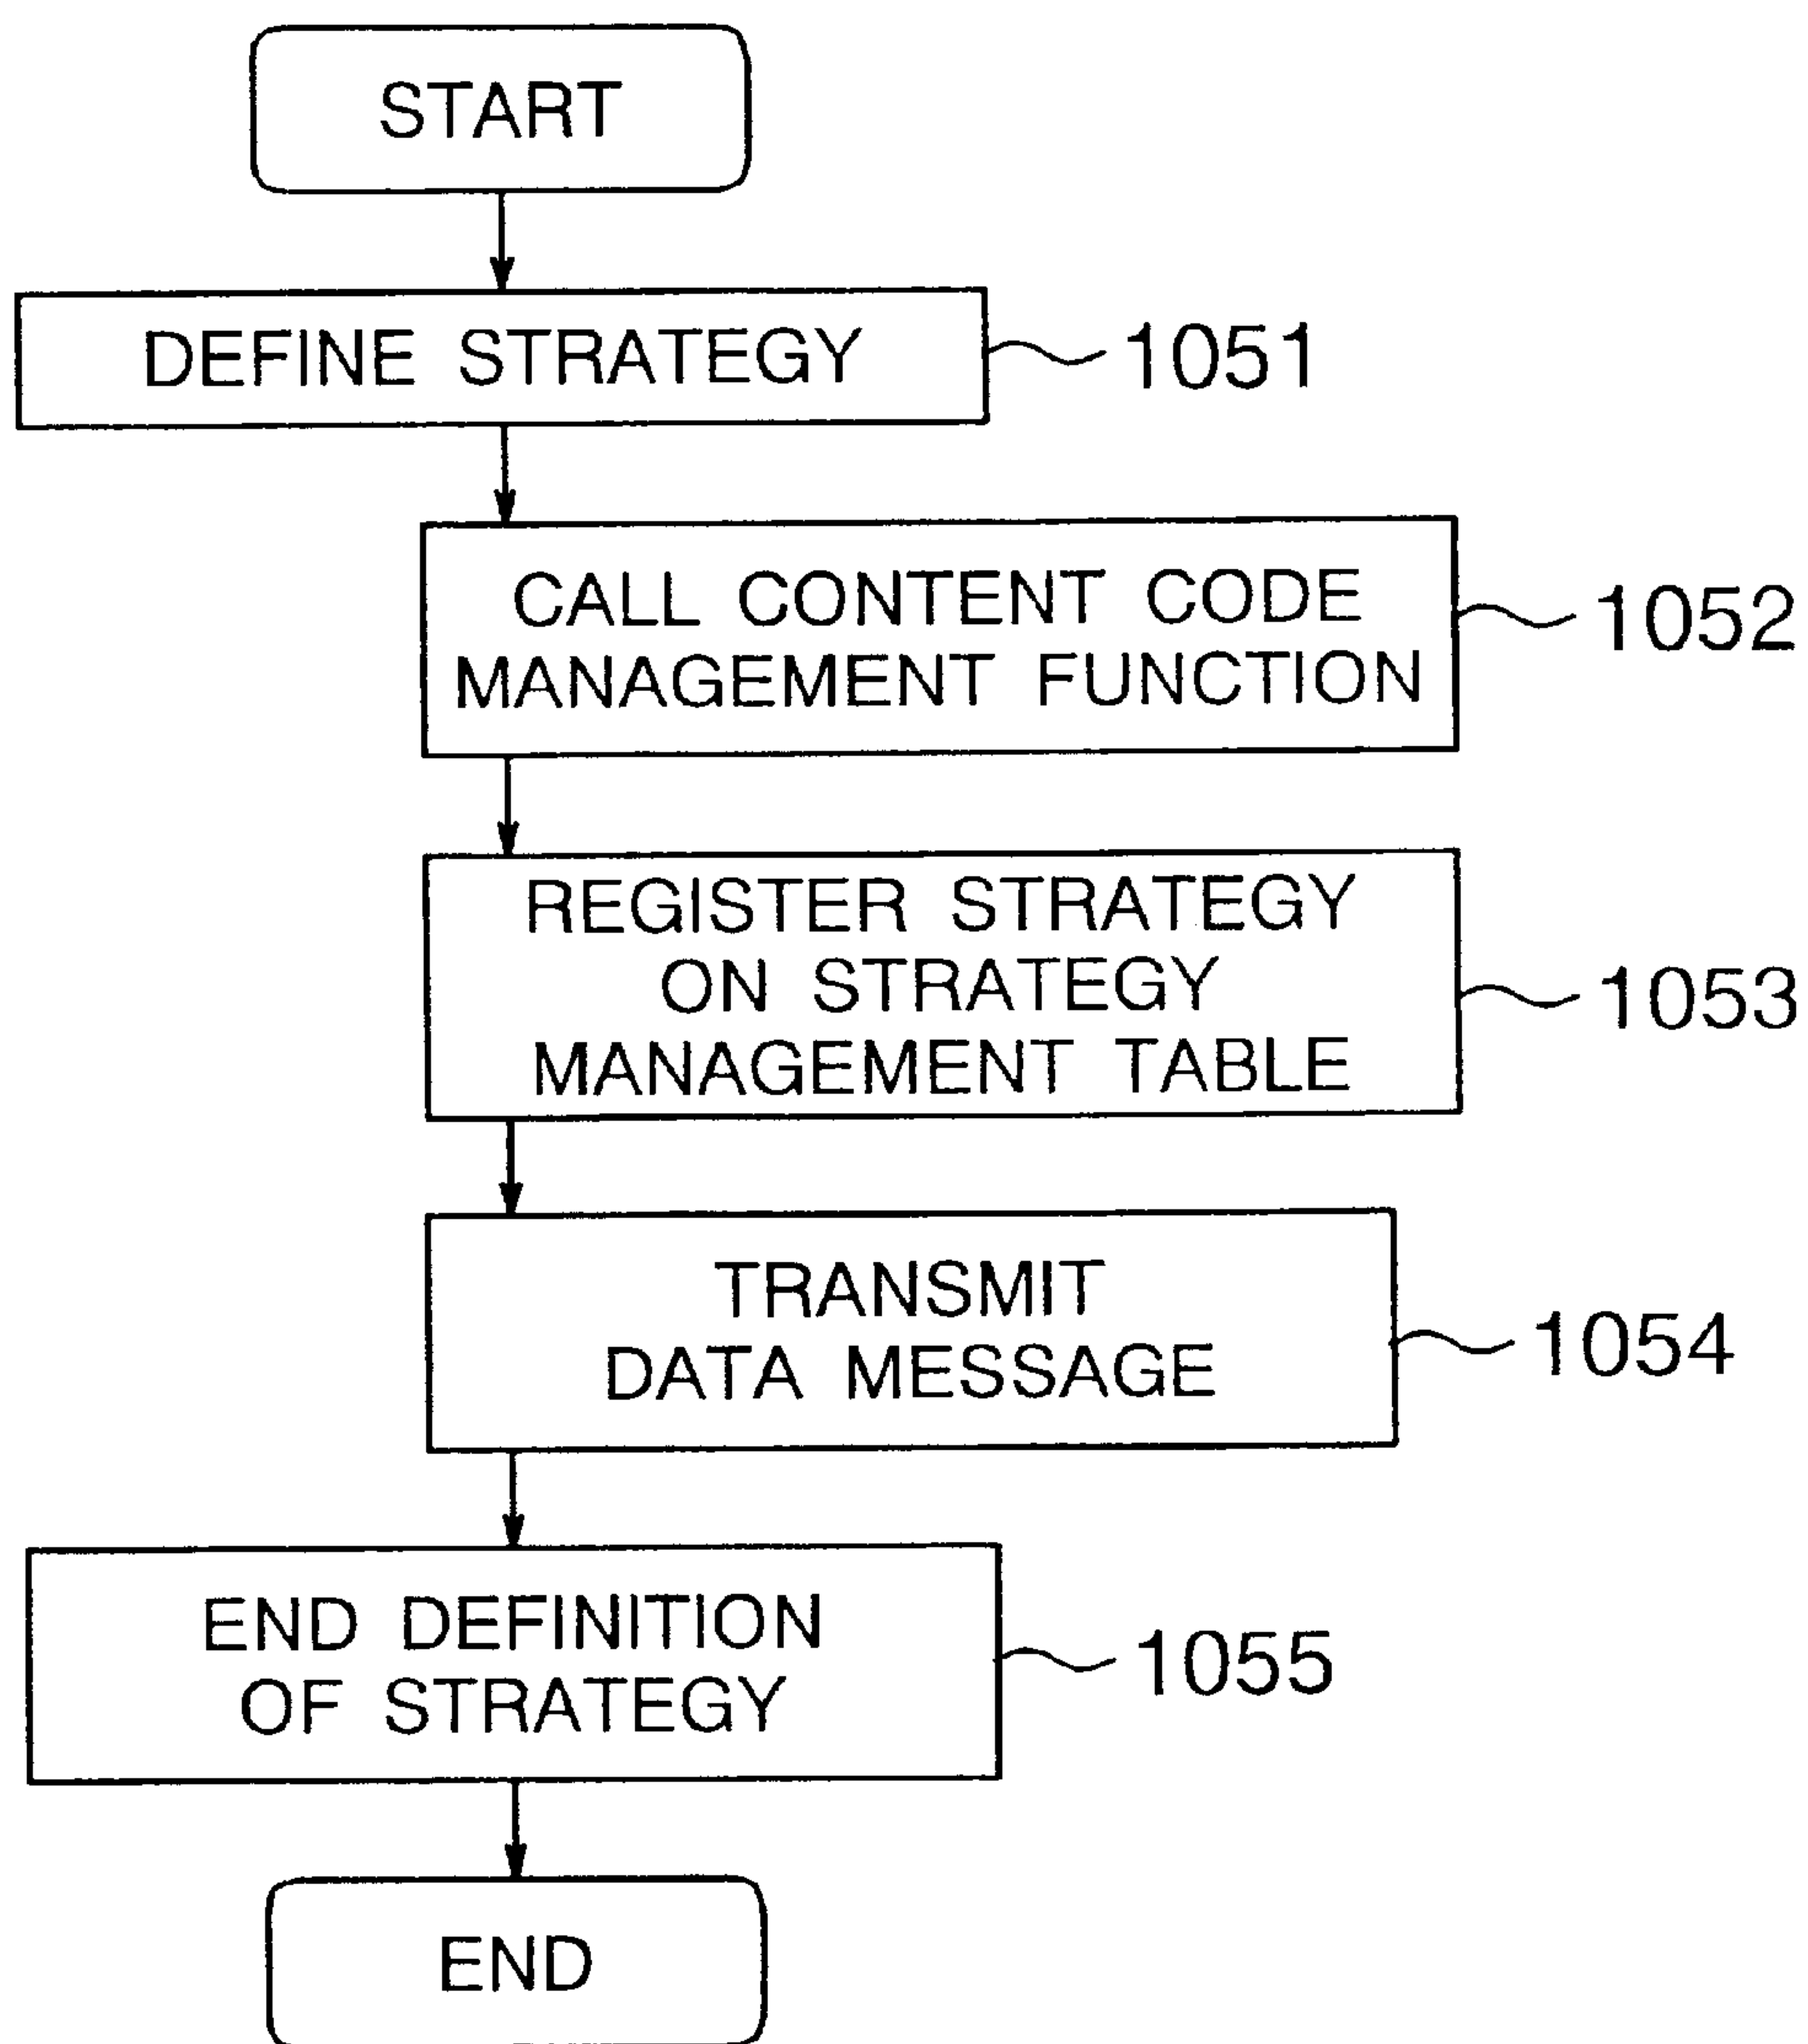 START
DEFINE STRATEGY
1051
CALL CONTENT CODE
MANAGEMENT FUNCTION
1052
REGISTER STRATEGY
ON STRATEGY
MANAGEMENT TABLE
1053
TRANSMIT
DATA MESSAGE
1054
END DEFINITION
OF STRATEGY
1055
END